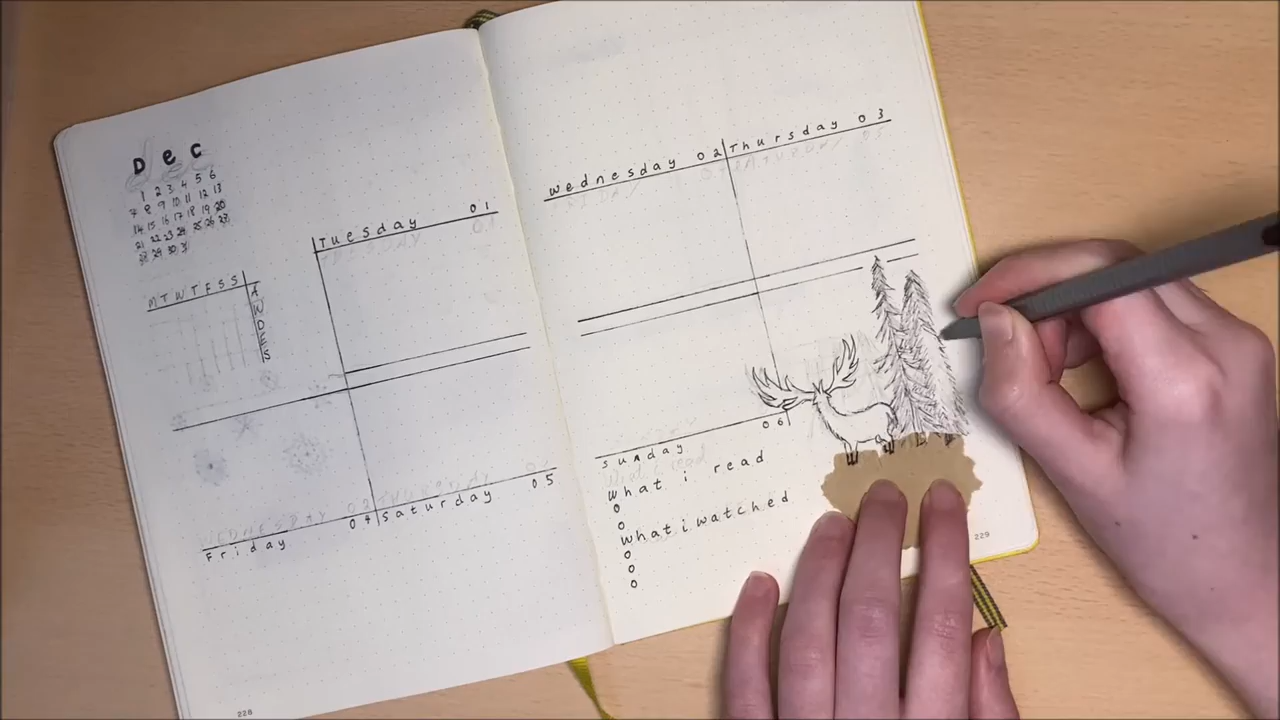 Dec
1 2 3 4 5 6
7 8 9 10 11 12 13
14 15 16 17 18 19 20
21 22 23 24 25 26 27
28 29 30 31
M T W T F S S
A
W
D
E
S
Tuesday 01
Friday 04
Saturday 05
228
Wednesday 02
Thursday 03
Sunday 06
What i read
What i watched
229